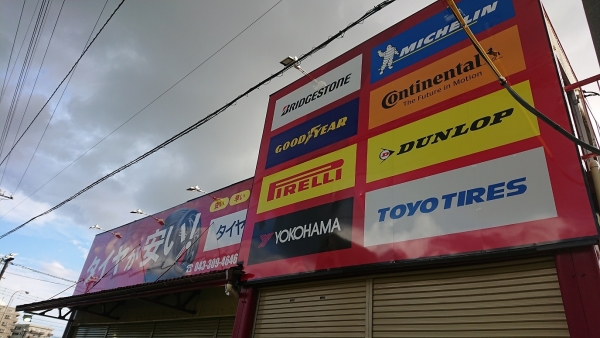 MICHELIN
BRIDGESTONE
Continental
The Future in Motion
GOODYEAR
DUNLOP
PIRELLI
TOYO TIRES
YOKOHAMA
タイヤが安い!
タイヤ
☎043-309-4646